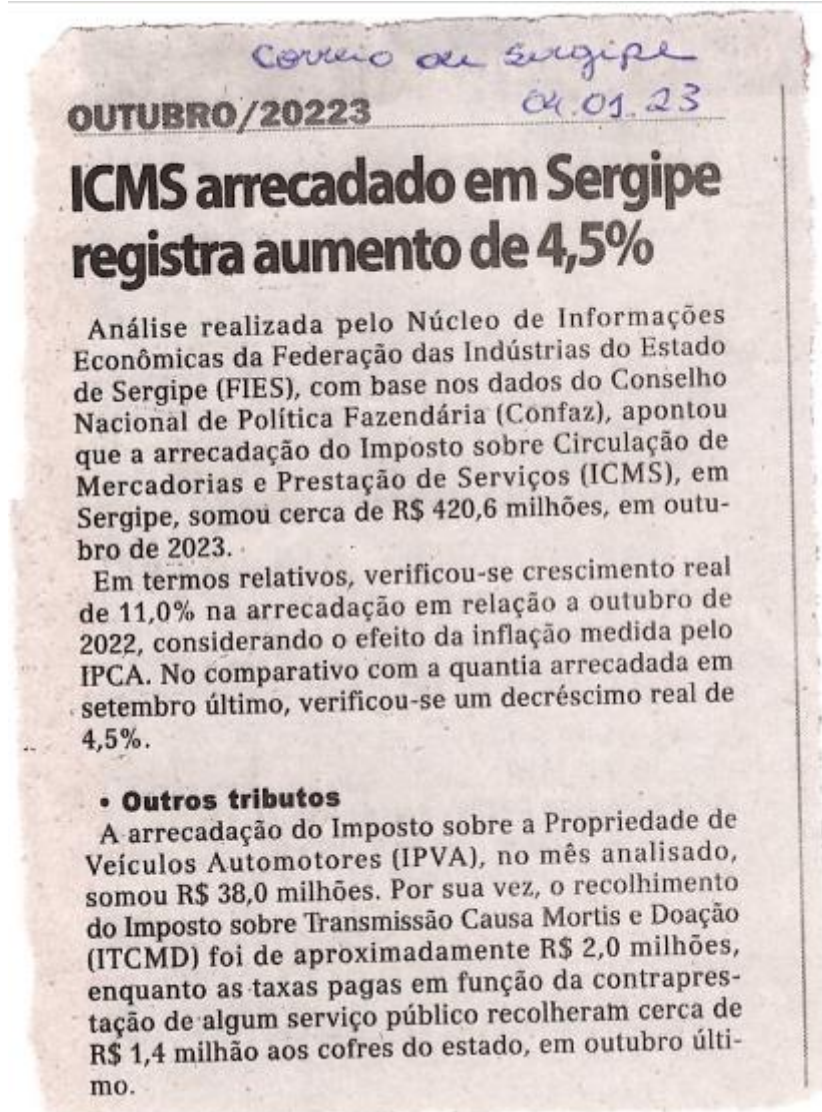 Correio de Sergipe
04.01.23
OUTUBRO/20223
ICMS arrecadado em Sergipe
registra aumento de 4,5%
Análise realizada pelo Núcleo de Informações
Econômicas da Federação das Indústrias do Estado
de Sergipe (FIES), com base nos dados do Conselho
Nacional de Política Fazendária (Confaz), apontou
que a arrecadação do Imposto sobre Circulação de
Mercadorias e Prestação de Serviços (ICMS), em
Sergipe, somou cerca de R$ 420,6 milhões, em outu-
bro de 2023.
Em termos relativos, verificou-se crescimento real
de 11,0% na arrecadação em relação a outubro de
2022, considerando o efeito da inflação medida pelo
IPCA. No comparativo com a quantia arrecadada em
setembro último, verificou-se um decréscimo real de
4,5%.
• Outros tributos
A arrecadação do Imposto sobre a Propriedade de
Veículos Automotores (IPVA), no mês analisado,
somou R$ 38,0 milhões. Por sua vez, o recolhimento
do Imposto sobre Transmissão Causa Mortis e Doação
(ITCMD) foi de aproximadamente R$ 2,0 milhões,
enquanto as taxas pagas em função da contrapres-
tação de algum serviço público recolheram cerca de
R$ 1,4 milhão aos cofres do estado, em outubro últi-
mo.